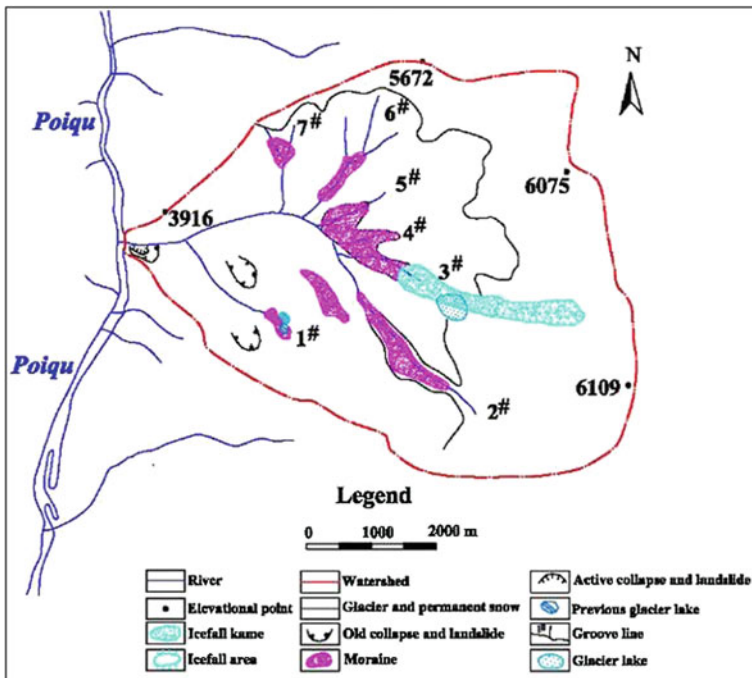 N
5672
Poiqu
7#
6#
6075
5#
3916
4#
3#
1#
Poiqu
6109
2#
Legend
0 1000 2000 m
River Watershed Active collapse and landslide
Elevational point Glacier and permanent snow Previous glacier lake
Icefall kame Old collapse and landslide Groove line
Icefall area Moraine Glacier lake